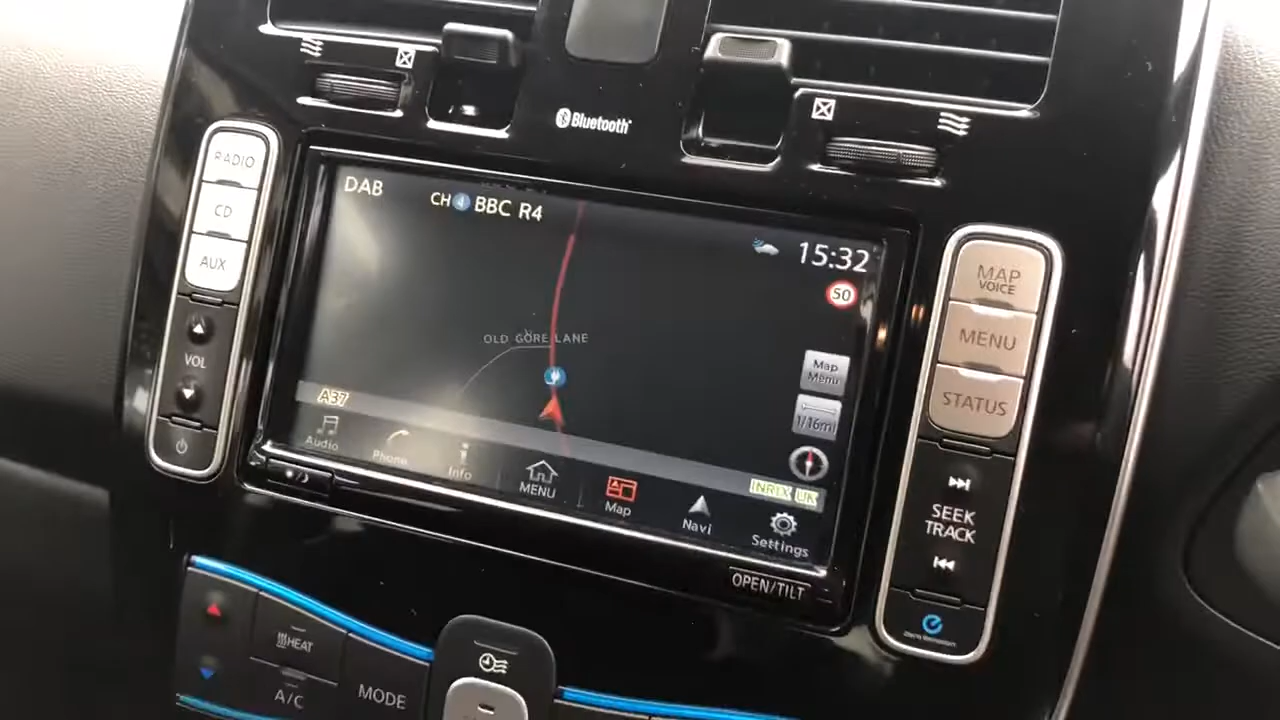 Bluetooth
RADIO
CD
AUX
VOL
DAB
CH 4 BBC R4
15:32
50
OLD GORE LANE
Map
Menu
1/16mi
A37
INRIX UK
Audio
Phone
Info
MENU
Map
Navi
Settings
OPEN/TILT
MAP
VOICE
MENU
STATUS
SEEK
TRACK
HEAT
A/C
MODE